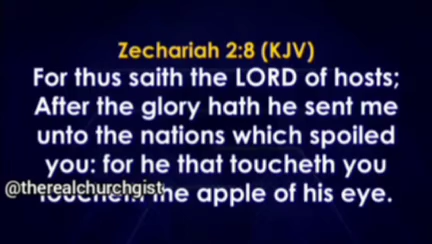 Zechariah 2:8 (KJV)
For thus saith the LORD of hosts;
After the glory hath he sent me
unto the nations which spoiled
you: for he that toucheth you
@therealchurchgist
toucheth the apple of his eye.